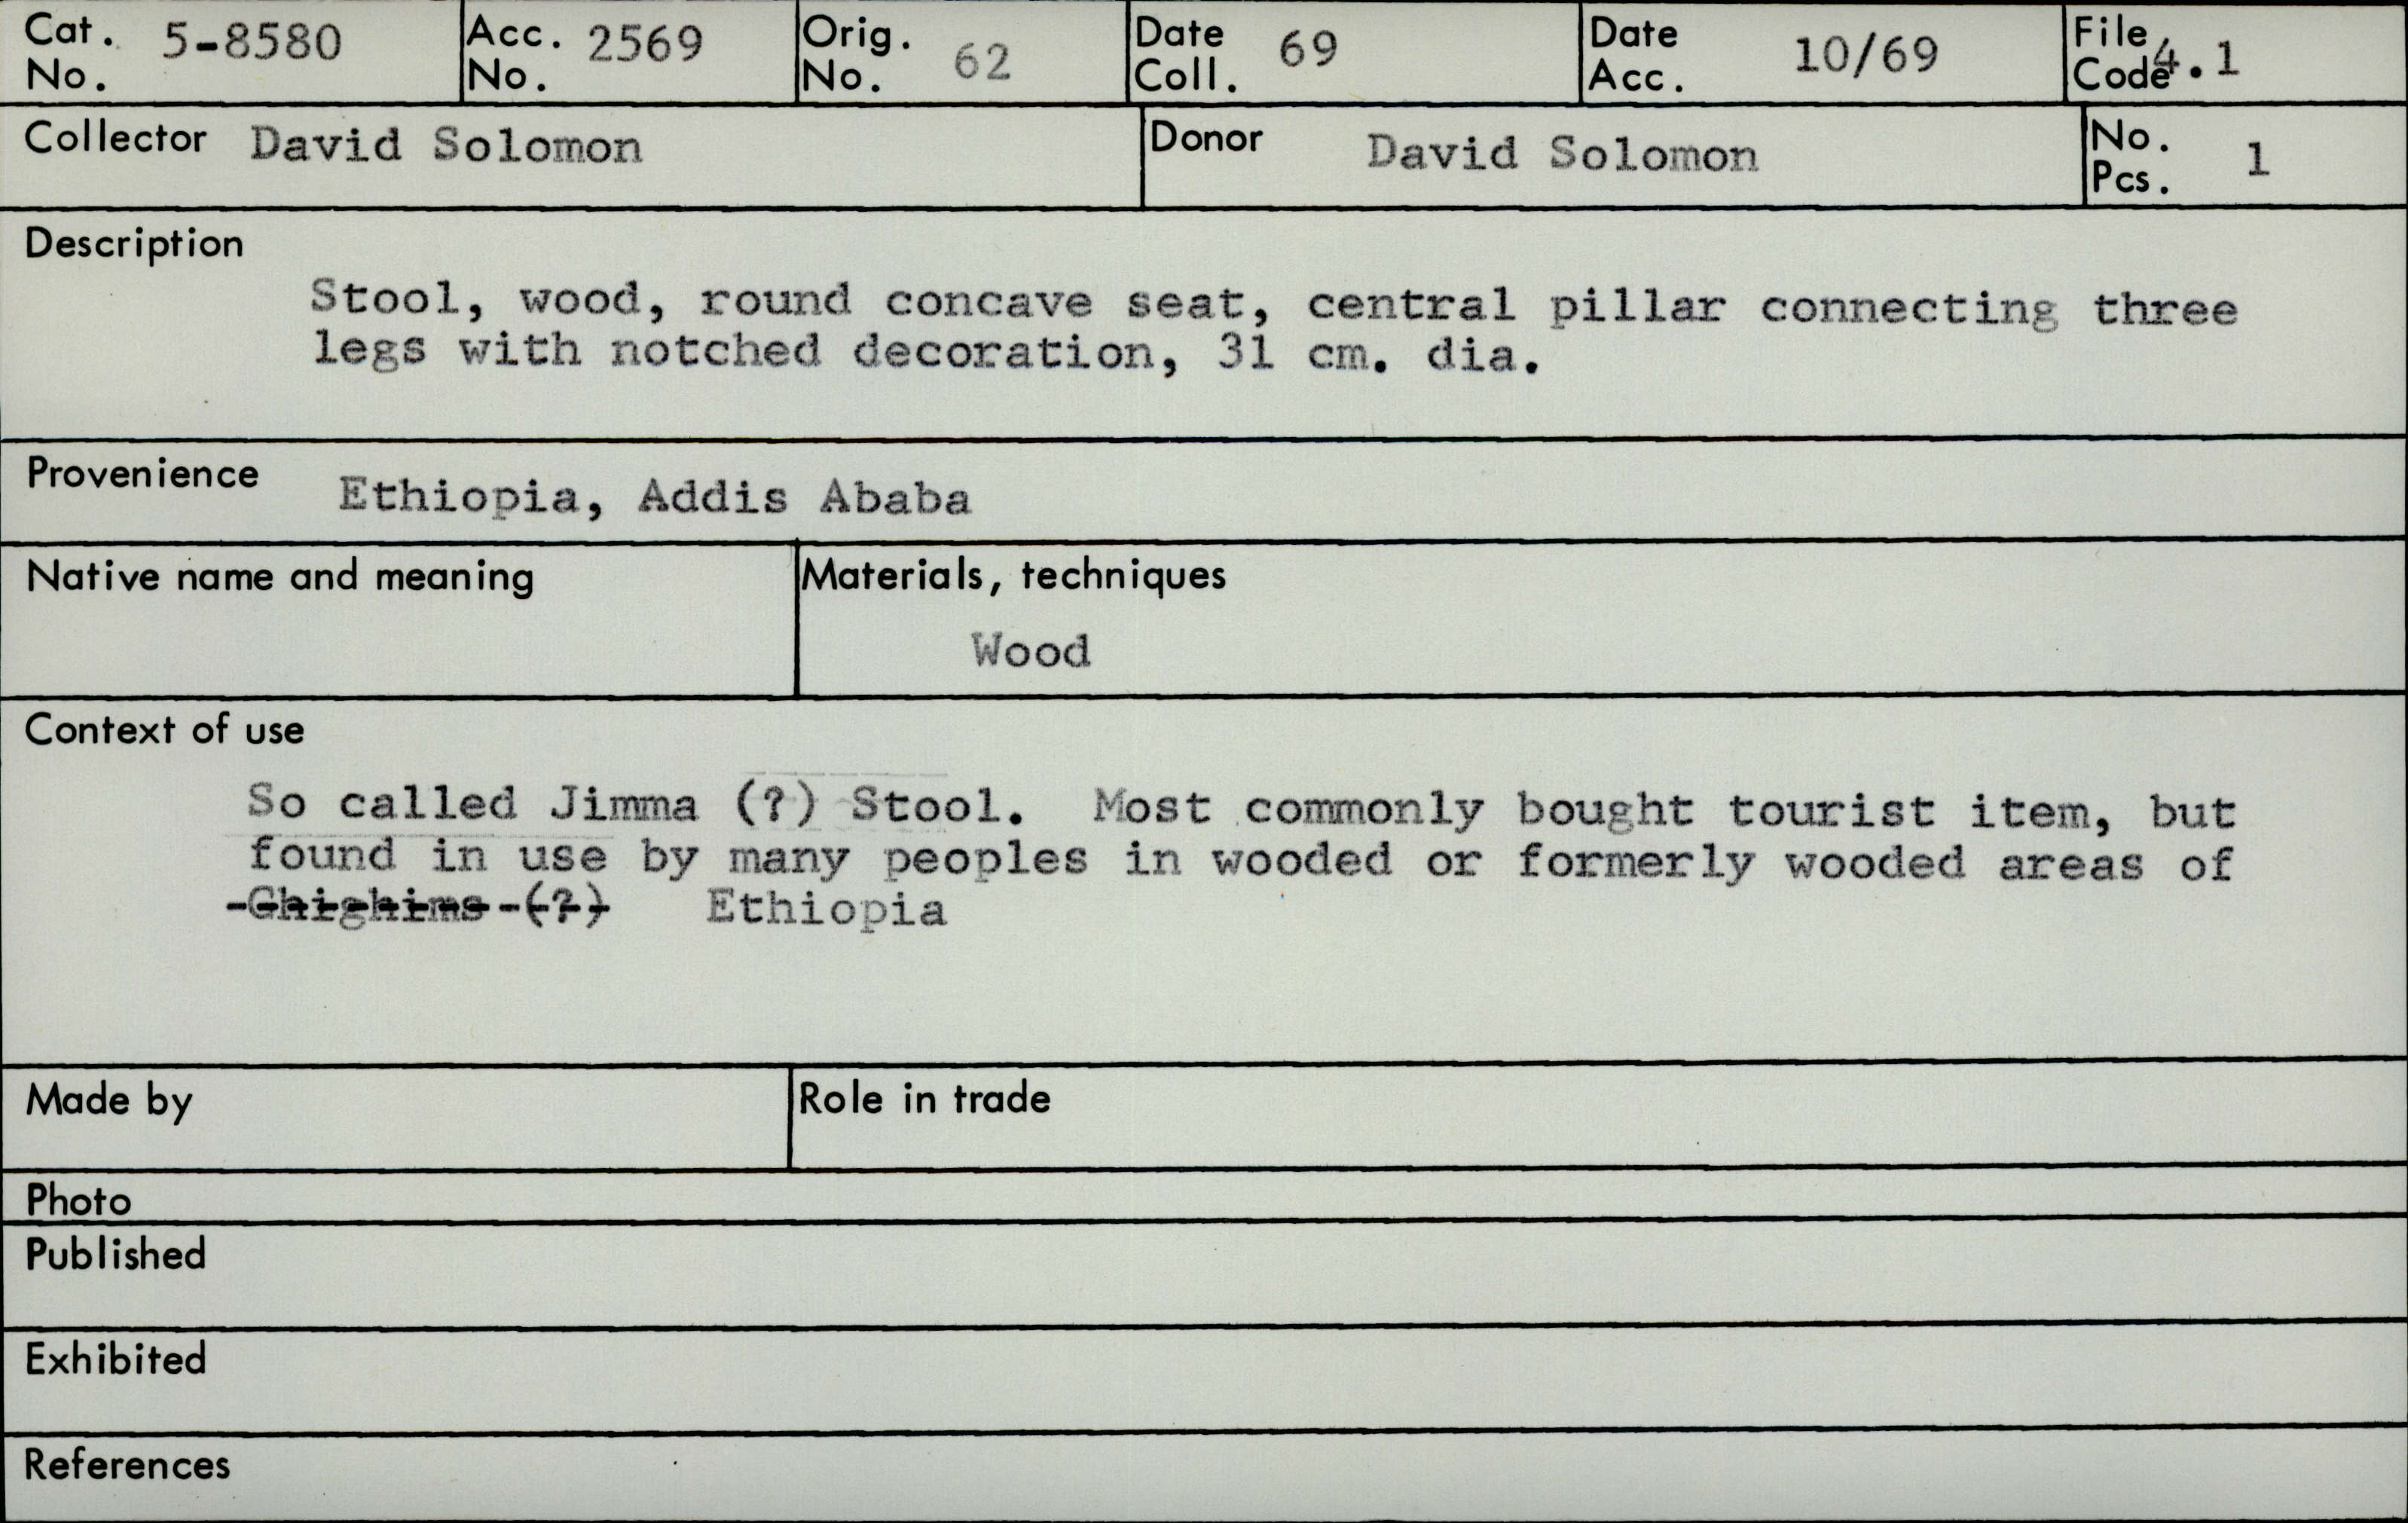 Cat. No. 5-8580 Acc. No. 2569 Orig. No. 62 Date Coll. 69 Date Acc. 10/69 File Code 4.1
Collector David Solomon Donor David Solomon No. Pcs. 1
Description
Stool, wood, round concave seat, central pillar connecting three
legs with notched decoration, 31 cm. dia.
Provenience Ethiopia, Addis Ababa
Native name and meaning Materials, techniques
Wood
Context of use
So called Jimma (?) Stool. Most commonly bought tourist item, but
found in use by many peoples in wooded or formerly wooded areas of
(?) Ethiopia
Made by Role in trade
Photo
Published
Exhibited
References